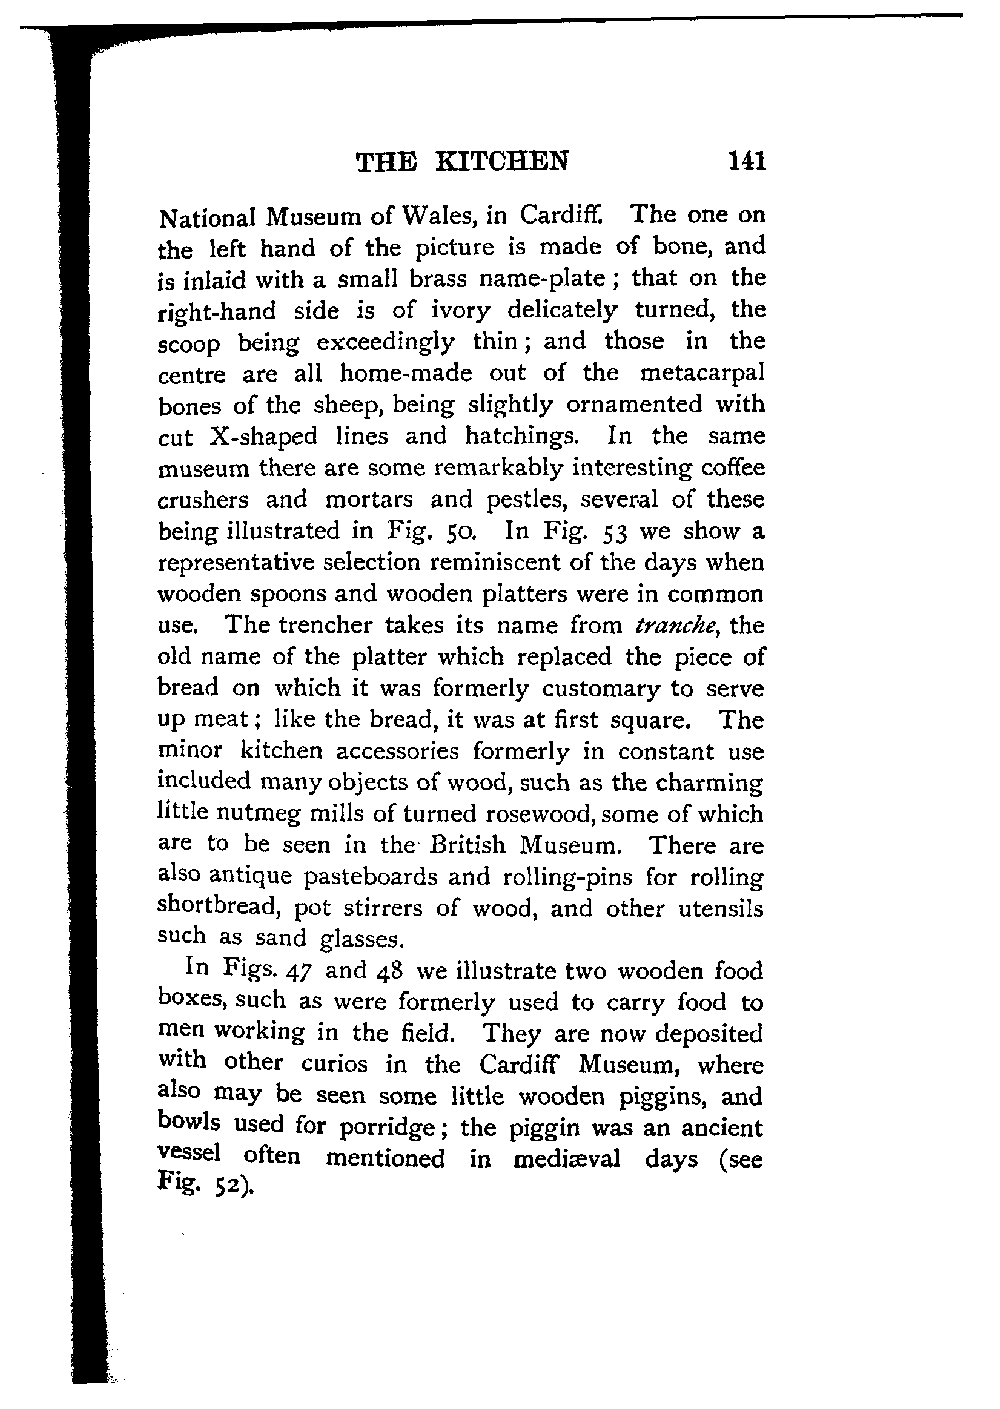 THE KITCHEN 141
National Museum of Wales, in Cardiff. The one on
the left hand of the picture is made of bone, and
is inlaid with a small brass name-plate ; that on the
right-hand side is of ivory delicately turned, the
scoop being exceedingly thin ; and those in the
centre are all home-made out of the metacarpal
bones of the sheep, being slightly ornamented with
cut X-shaped lines and hatchings. In the same
museum there are some remarkably interesting coffee
crushers and mortars and pestles, several of these
being illustrated in Fig. 50. In Fig. 53 we show a
representative selection reminiscent of the days when
wooden spoons and wooden platters were in common
use. The trencher takes its name from tranche, the
old name of the platter which replaced the piece of
bread on which it was formerly customary to serve
up meat ; like the bread, it was at first square. The
minor kitchen accessories formerly in constant use
included many objects of wood, such as the charming
little nutmeg mills of turned rosewood, some of which
are to be seen in the British Museum. There are
also antique pasteboards and rolling-pins for rolling
shortbread, pot stirrers of wood, and other utensils
such as sand glasses.
In Figs. 47 and 48 we illustrate two wooden food
boxes, such as were formerly used to carry food to
men working in the field. They are now deposited
with other curios in the Cardiff Museum, where
also may be seen some little wooden piggins, and
bowls used for porridge ; the piggin was an ancient
vessel often mentioned in mediæval days (see
Fig. 52).